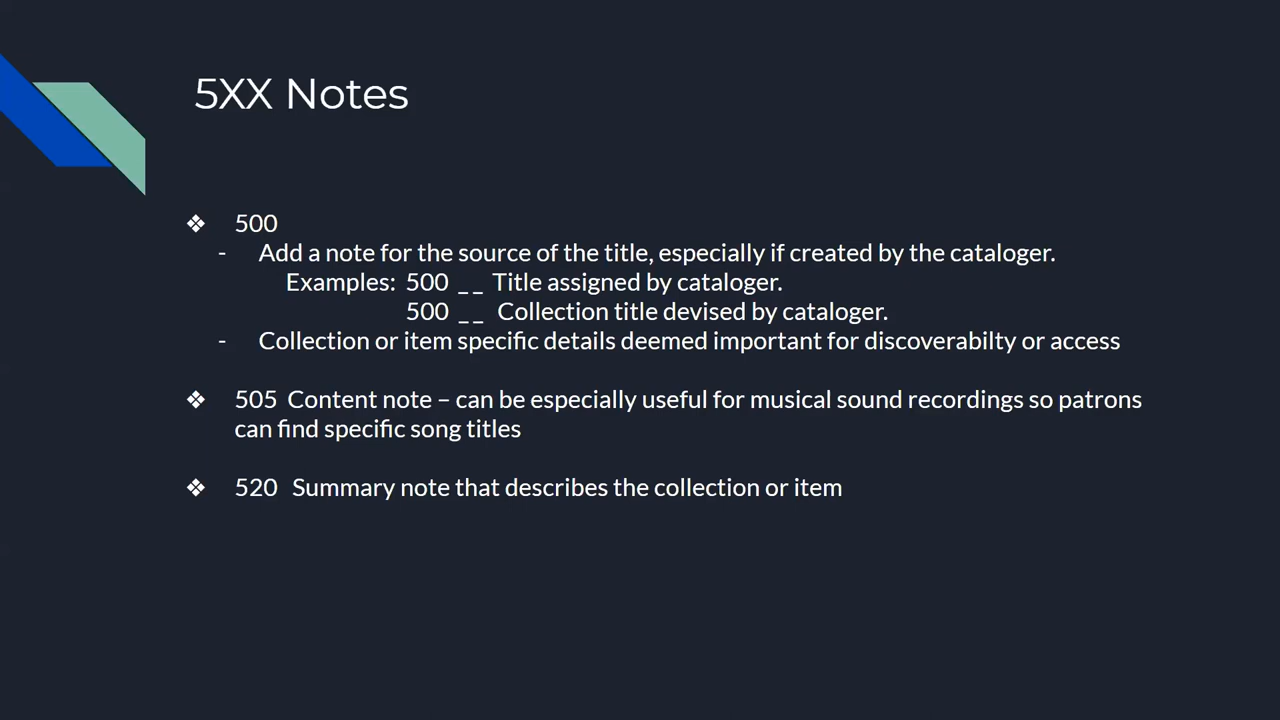 5XX Notes
❖ 500
- Add a note for the source of the title, especially if created by the cataloger.
Examples: 500 _ _ Title assigned by cataloger.
500 _ _ Collection title devised by cataloger.
- Collection or item specific details deemed important for discoverabilty or access
❖ 505 Content note – can be especially useful for musical sound recordings so patrons
can find specific song titles
❖ 520 Summary note that describes the collection or item